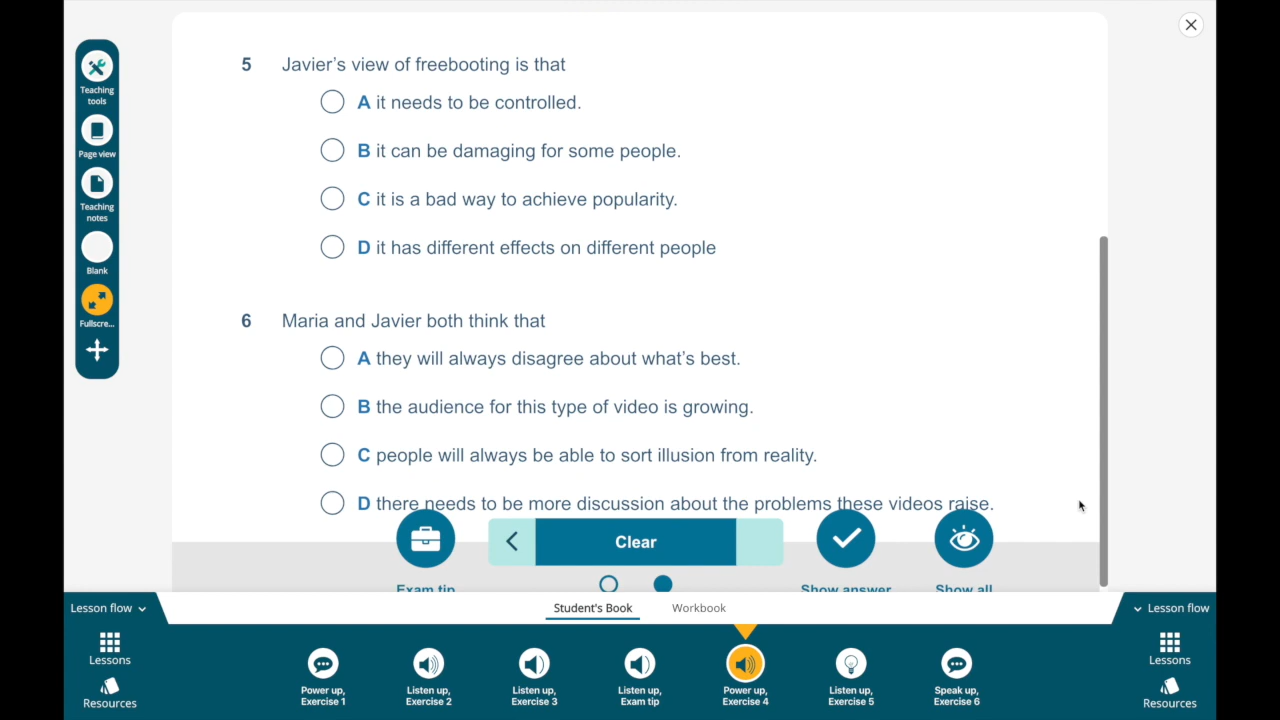 Teaching
tools
Page view
Teaching
notes
Blank
Fullscre...
5 Javier's view of freebooting is that
A it needs to be controlled.
B it can be damaging for some people.
C it is a bad way to achieve popularity.
D it has different effects on different people
6 Maria and Javier both think that
A they will always disagree about what's best.
B the audience for this type of video is growing.
C people will always be able to sort illusion from reality.
D there needs to be more discussion about the problems these videos raise.
Clear
Exam tip
Show answer
Show all
Lesson flow
Student's Book
Workbook
Lesson flow
Lessons
Resources
Power up,
Exercise 1
Listen up,
Exercise 2
Listen up,
Exercise 3
Listen up,
Exam tip
Power up,
Exercise 4
Listen up,
Exercise 5
Speak up,
Exercise 6
Lessons
Resources